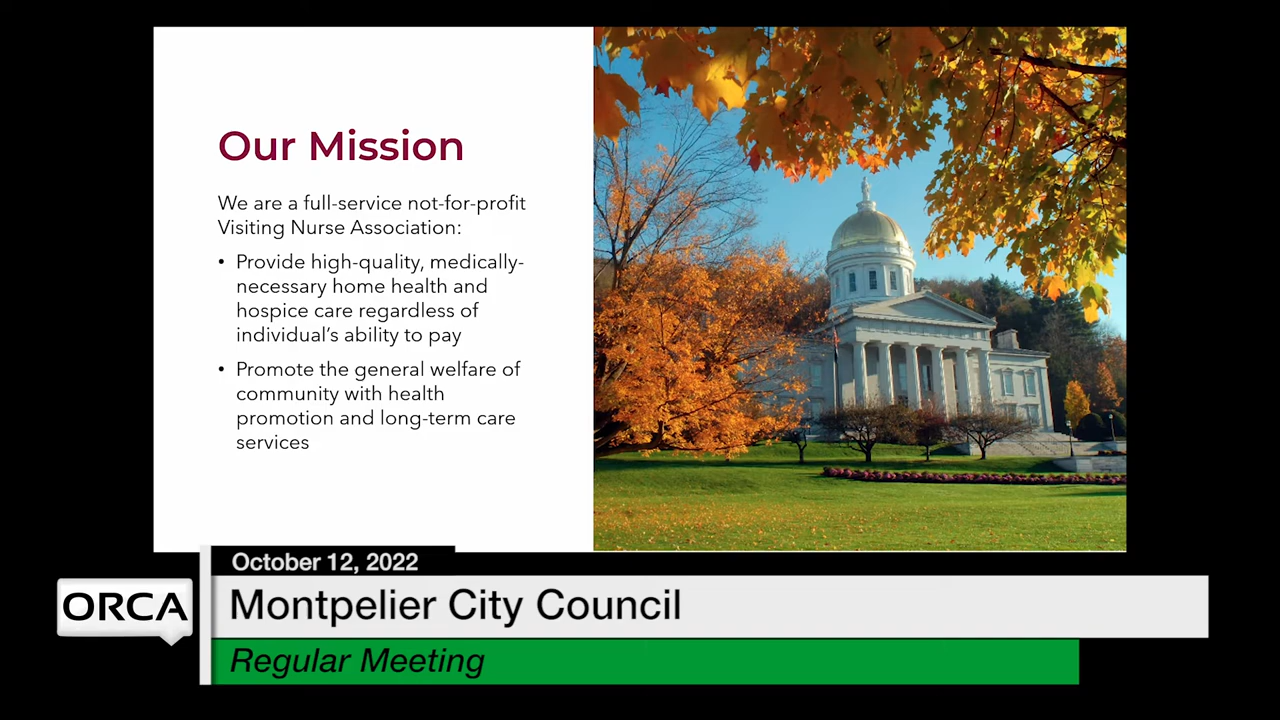 Our Mission
We are a full-service not-for-profit
Visiting Nurse Association:
• Provide high-quality, medically-
necessary home health and
hospice care regardless of
individual's ability to pay
• Promote the general welfare of
community with health
promotion and long-term care
services
October 12, 2022
ORCA
Montpelier City Council
Regular Meeting